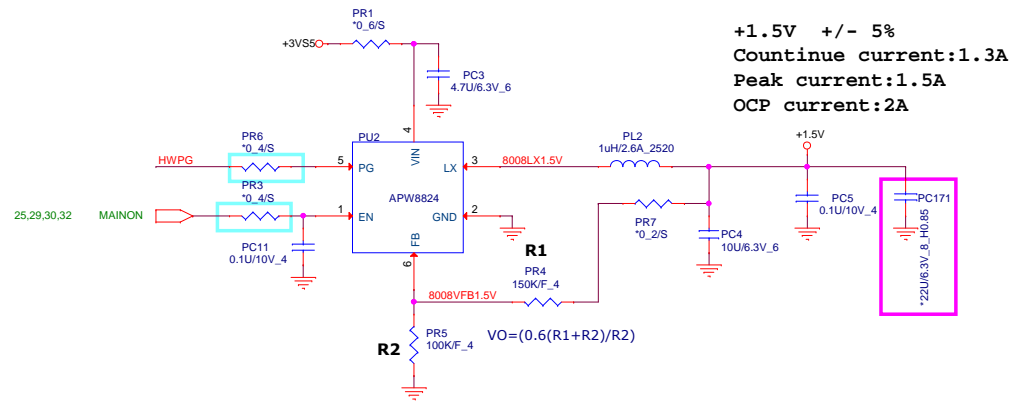 PR1
*0_6/S
+3VS5
PC3
4.7U/6.3V_6
+1.5V +/- 5%
Countinue current:1.3A
Peak current:1.5A
OCP current:2A
+1.5V
PR6
*0_4/S
HWPG
PU2
4
VIN
5
PG
LX
3
8008LX1.5V
PL2
1uH/2.6A_2520
PR3
*0_4/S
APW8824
25,29,30,32
MAINON
1
EN
GND
2
FB
6
PC11
0.1U/10V_4
PR7
*0_2/S
PC4
10U/6.3V_6
PC5
0.1U/10V_4
PC171
*22U/6.3V_8_H0.85
R1
PR4
150K/F_4
8008VFB1.5V
R2
PR5
100K/F_4
VO=(0.6(R1+R2)/R2)